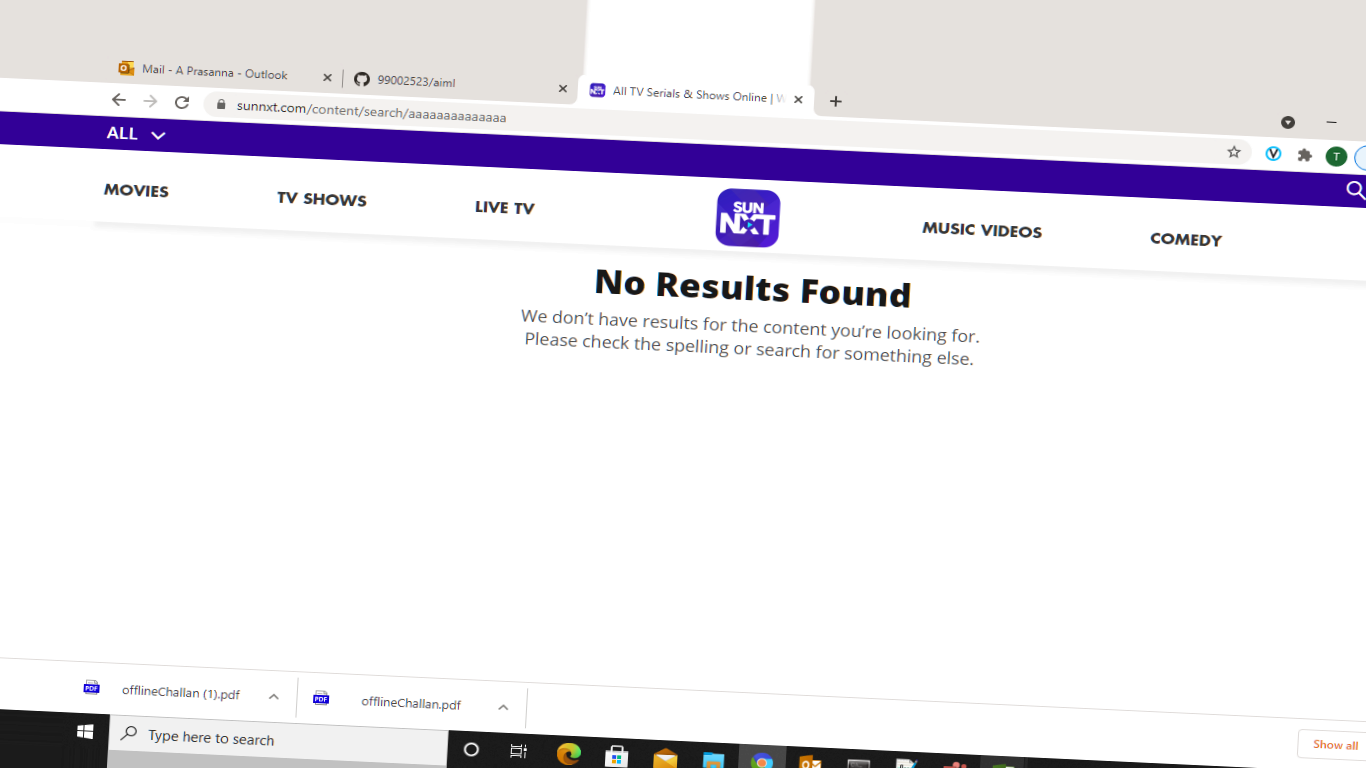 Mail - A Prasanna - Outlook
99002523/aiml
All TV Serials & Shows Online |
sunnxt.com/content/search/aaaaaaaaaaaaaa
T
ALL
MOVIES
TV SHOWS
LIVE TV
SUN NXT
MUSIC VIDEOS
COMEDY
No Results Found
We don't have results for the content you're looking for.
Please check the spelling or search for something else.
PDF
offlineChallan (1).pdf
PDF
offlineChallan.pdf
Show all
Type here to search